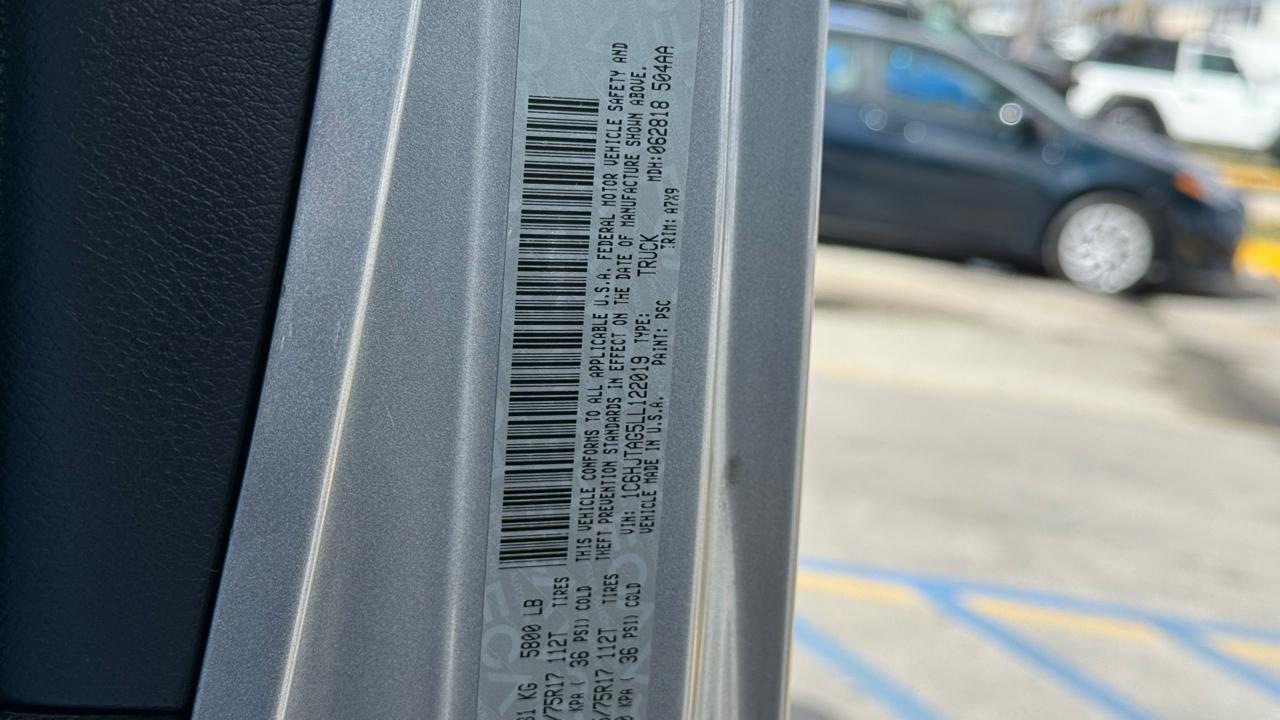 31 KG 5800 LB
/75R17 112T TIRES
KPA ( 36 PSI) COLD
/75R17 112T TIRES
0 KPA ( 36 PSI) COLD
THIS VEHICLE CONFORMS TO ALL APPLICABLE U.S.A. FEDERAL MOTOR VEHICLE SAFETY AND
THEFT PREVENTION STANDARDS IN EFFECT ON THE DATE OF MANUFACTURE SHOWN ABOVE.
VIN: 1C6HJTAG5LL122019 TYPE: TRUCK MDH:062818 504AA
VEHICLE MADE IN U.S.A. PAINT: PSC TRIM: A7X9